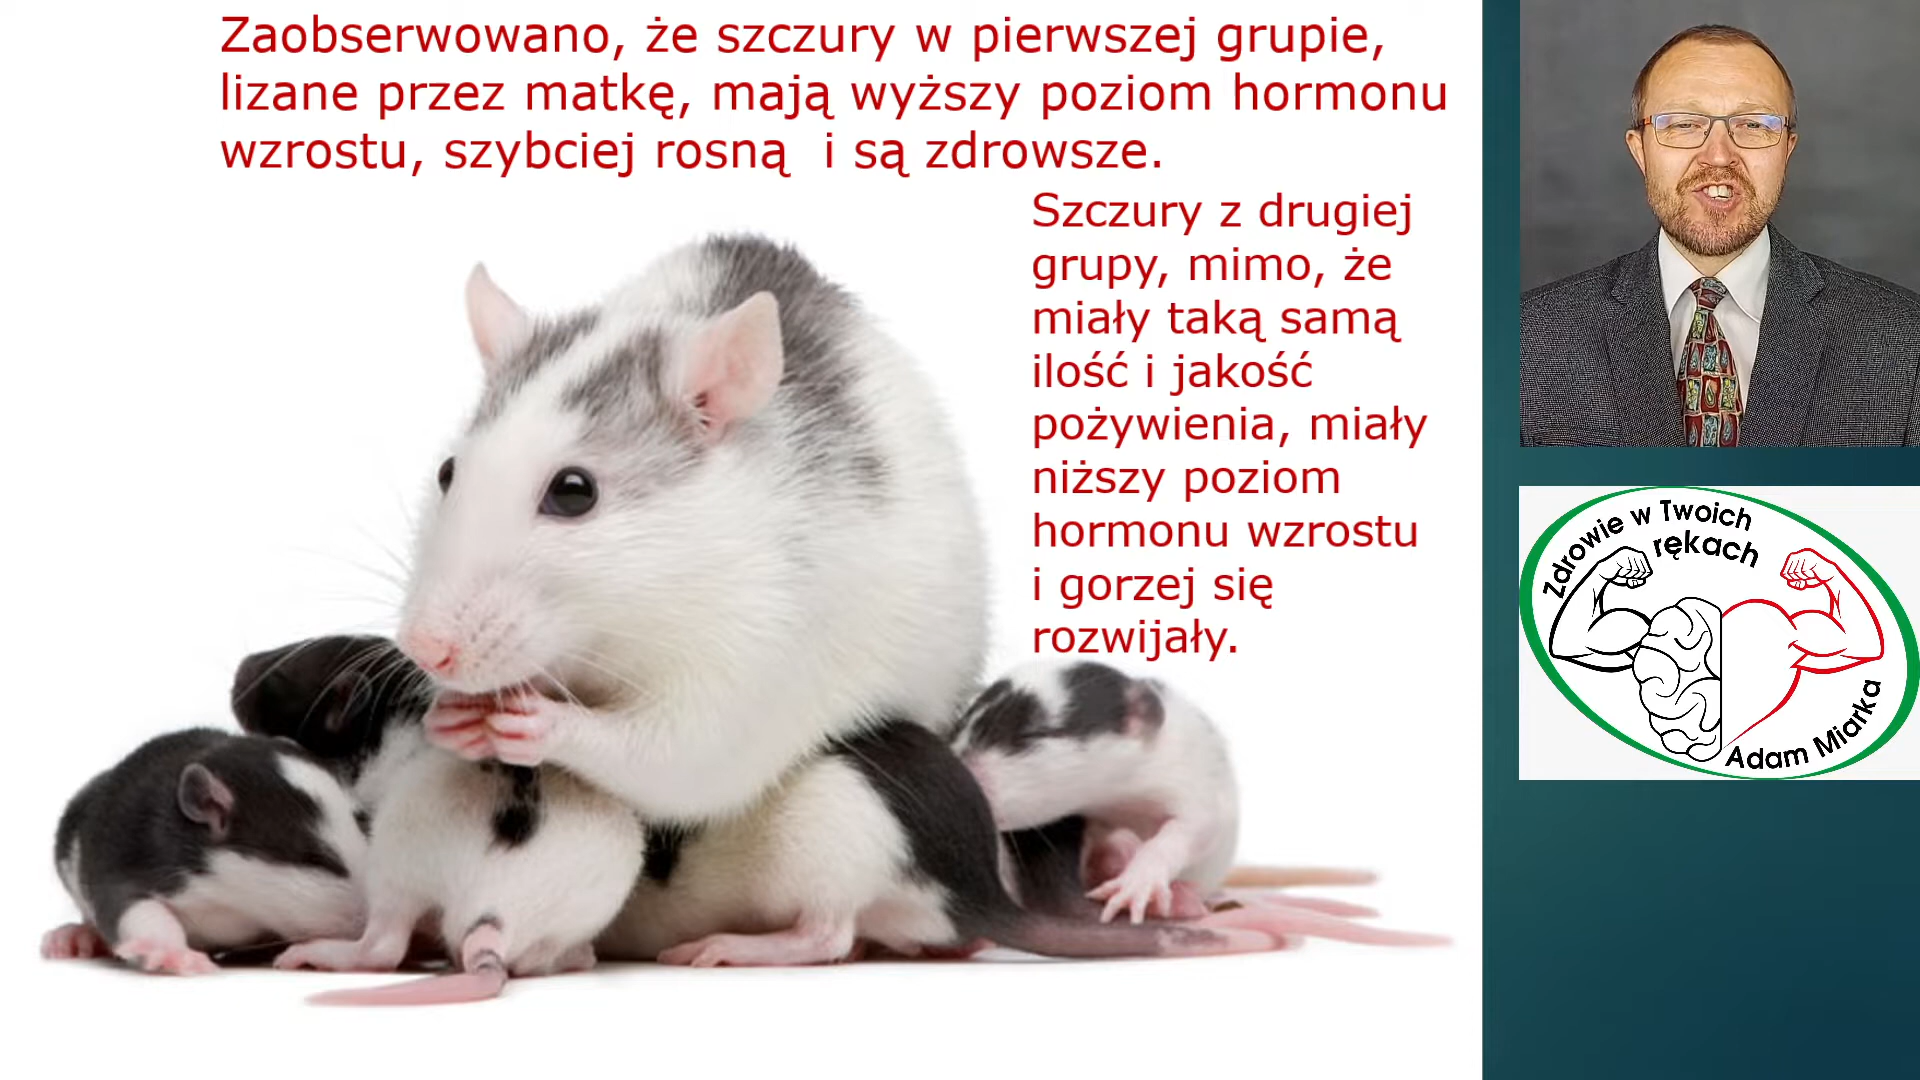 Zaobserwowano, że szczury w pierwszej grupie,
lizane przez matkę, mają wyższy poziom hormonu
wzrostu, szybciej rosną i są zdrowsze.
Szczury z drugiej
grupy, mimo, że
miały taką samą
ilość i jakość
pożywienia, miały
niższy poziom
hormonu wzrostu
i gorzej się
rozwijały.
Zdrowie w Twoich
rękach
Adam Miarka